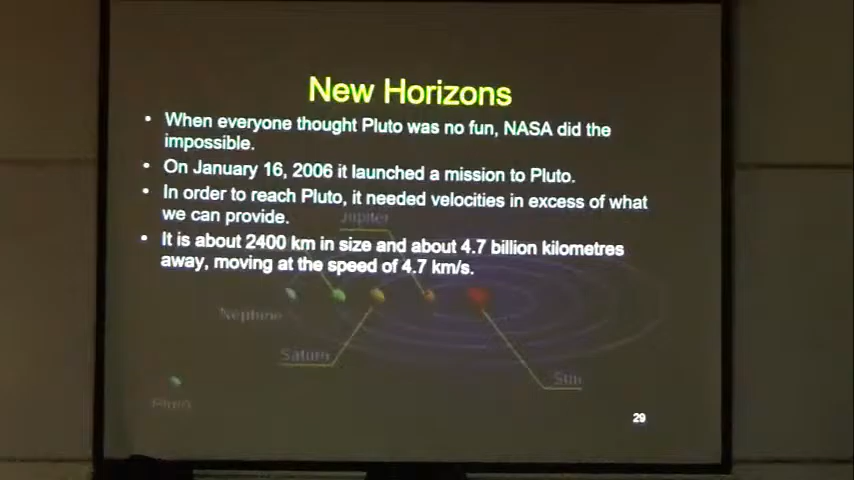 New Horizons
• When everyone thought Pluto was no fun, NASA did the
impossible.
• On January 16, 2006 it launched a mission to Pluto.
• In order to reach Pluto, it needed velocities in excess of what
we can provide.
Jupiter
• It is about 2400 km in size and about 4.7 billion kilometres
away, moving at the speed of 4.7 km/s.
Neptune
Saturn
Sun
Pluto
29